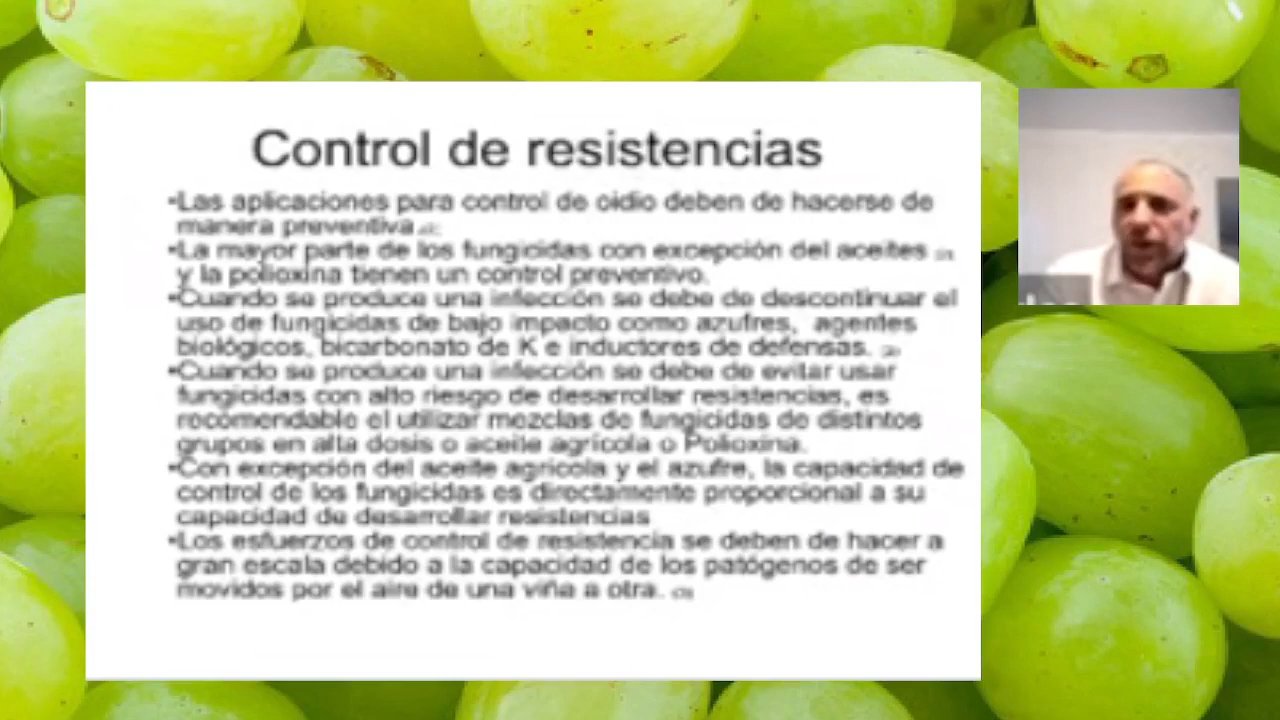 Control de resistencias
•Las aplicaciones para control de oidio deben de hacerse de
manera preventiva
•La mayor parte de los fungicidas con excepción del aceites
y la polioxina tienen un control preventivo.
•Cuando se produce una infección se debe de descontinuar el
uso de fungicidas de bajo impacto como azufres, agentes
biológicos, bicarbonato de K e inductores de defensas.
•Cuando se produce una infección se debe de evitar usar
fungicidas con alto riesgo de desarrollar resistencias, es
recomendable el utilizar mezclas de fungicidas de distintos
grupos en alta dosis o aceite agrícola o Polioxina.
•Con excepción del aceite agricola y el azufre, la capacidad de
control de los fungicidas es directamente proporcional a su
capacidad de desarrollar resistencias
•Los esfuerzos de control de resistencia se deben de hacer a
gran escala debido a la capacidad de los patógenos de ser
movidos por el aire de una viña a otra.